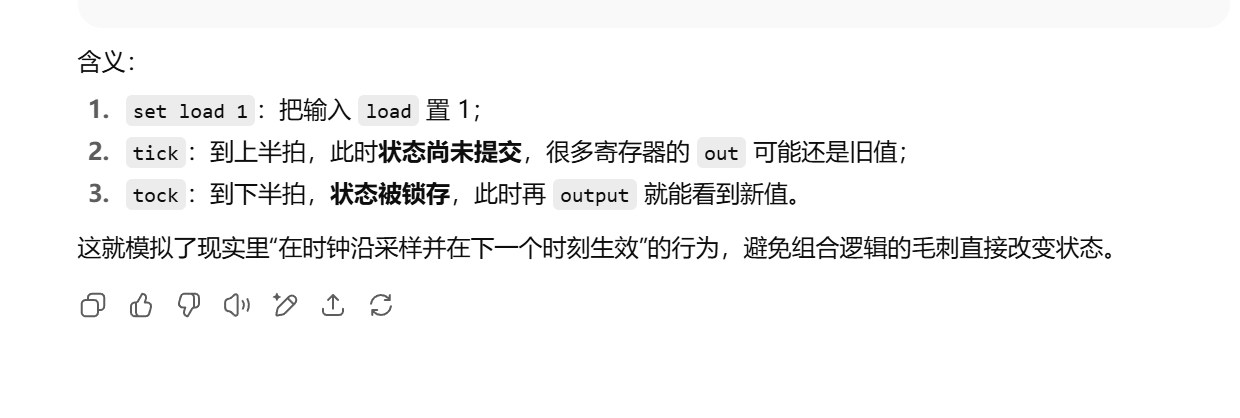 含义：
1. set load 1：把输入 load 置 1；
2. tick：到上半拍，此时状态尚未提交，很多寄存器的 out 可能还是旧值；
3. tock：到下半拍，状态被锁存，此时再 output 就能看到新值。
这就模拟了现实里“在时钟沿采样并在下一个时刻生效”的行为，避免组合逻辑的毛刺直接改变状态。